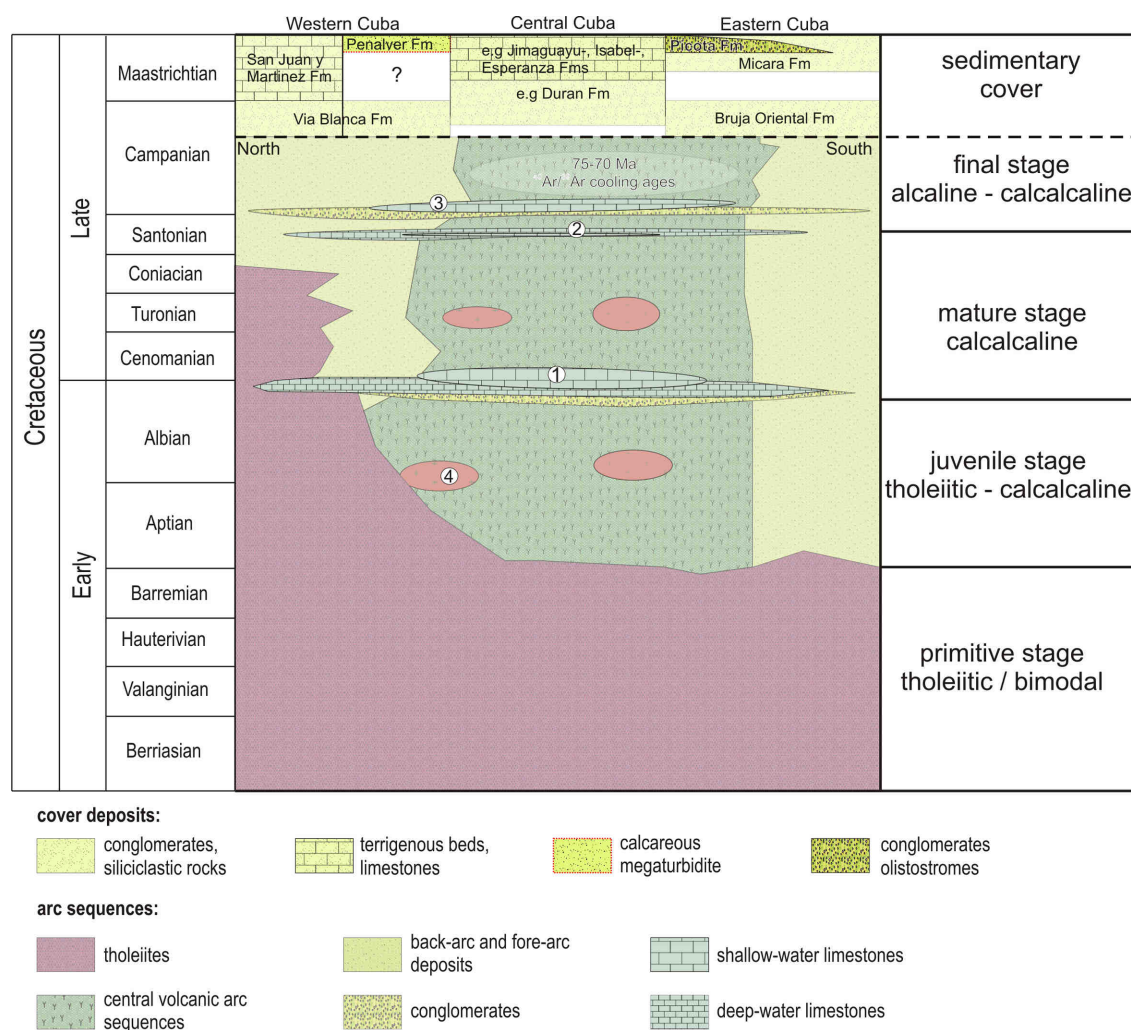 Western Cuba
Central Cuba
Eastern Cuba
Cretaceous
Late
Early
Maastrichtian
Campanian
Santonian
Coniacian
Turonian
Cenomanian
Albian
Aptian
Barremian
Hauterivian
Valanginian
Berriasian
San Juan y
Martinez Fm
Penalver Fm
?
e.g Jimaguayu-, Isabel-,
Esperanza Fms
e.g Duran Fm
Picota Fm
Micara Fm
Via Blanca Fm
Bruja Oriental Fm
North
South
75-70 Ma
Ar/ Ar cooling ages
3
2
1
4
sedimentary
cover
final stage
alcaline - calcalcaline
mature stage
calcalcaline
juvenile stage
tholeiitic - calcalcaline
primitive stage
tholeiitic / bimodal
cover deposits:
conglomerates,
siliciclastic rocks
terrigenous beds,
limestones
calcareous
megaturbidite
conglomerates
olistostromes
arc sequences:
tholeiites
back-arc and fore-arc
deposits
shallow-water limestones
central volcanic arc
sequences
conglomerates
deep-water limestones